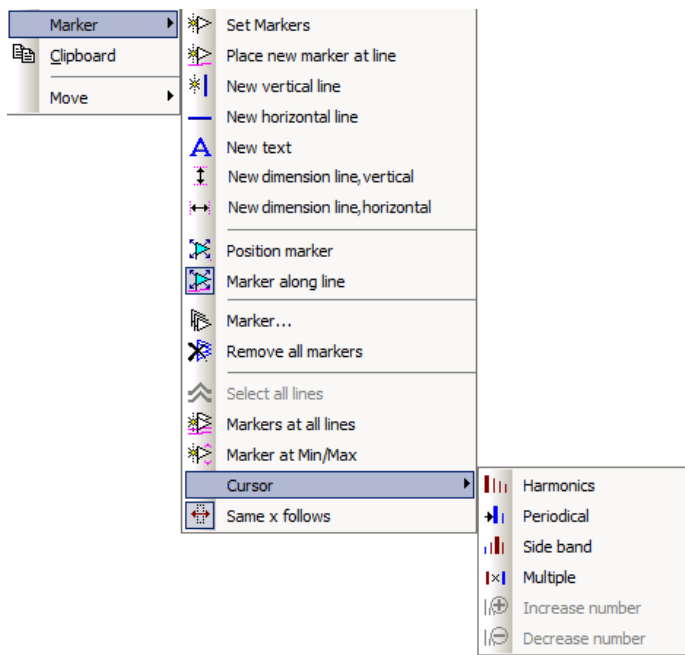 Marker
Clipboard
Move
Set Markers
Place new marker at line
New vertical line
New horizontal line
New text
New dimension line, vertical
New dimension line, horizontal
Position marker
Marker along line
Marker...
Remove all markers
Select all lines
Markers at all lines
Marker at Min/Max
Cursor
Same x follows
Harmonics
Periodical
Side band
Multiple
Increase number
Decrease number